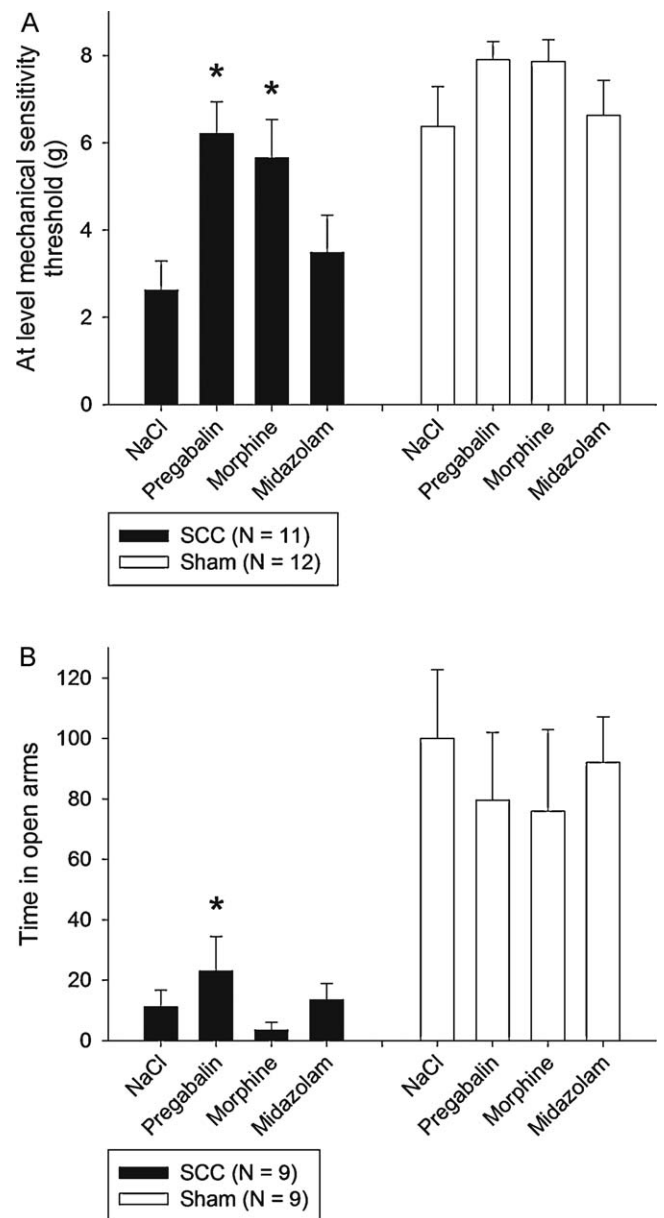 A
At level mechanical sensitivity
threshold (g)
8
6
4
2
0
*
*
NaCl
Pregabalin
Morphine
Midazolam
NaCl
Pregabalin
Morphine
Midazolam
SCC (N = 11)
Sham (N = 12)
B
Time in open arms
120
100
80
60
40
20
0
*
NaCl
Pregabalin
Morphine
Midazolam
NaCl
Pregabalin
Morphine
Midazolam
SCC (N = 9)
Sham (N = 9)